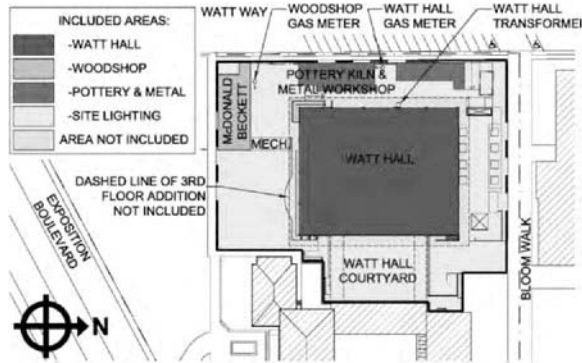 INCLUDED AREAS:
-WATT HALL
-WOODSHOP
-POTTERY & METAL
-SITE LIGHTING
AREA NOT INCLUDED
WATT WAY
WOODSHOP
GAS METER
WATT HALL
GAS METER
WATT HALL
TRANSFORMER
POTTERY KILN &
METAL WORKSHOP
McDONALD
BECKETT
MECH.
WATT HALL
DASHED LINE OF 3RD
FLOOR ADDITION
NOT INCLUDED
EXPOSITION
BOULEVARD
WATT HALL
COURTYARD
BLOOM WALK
N